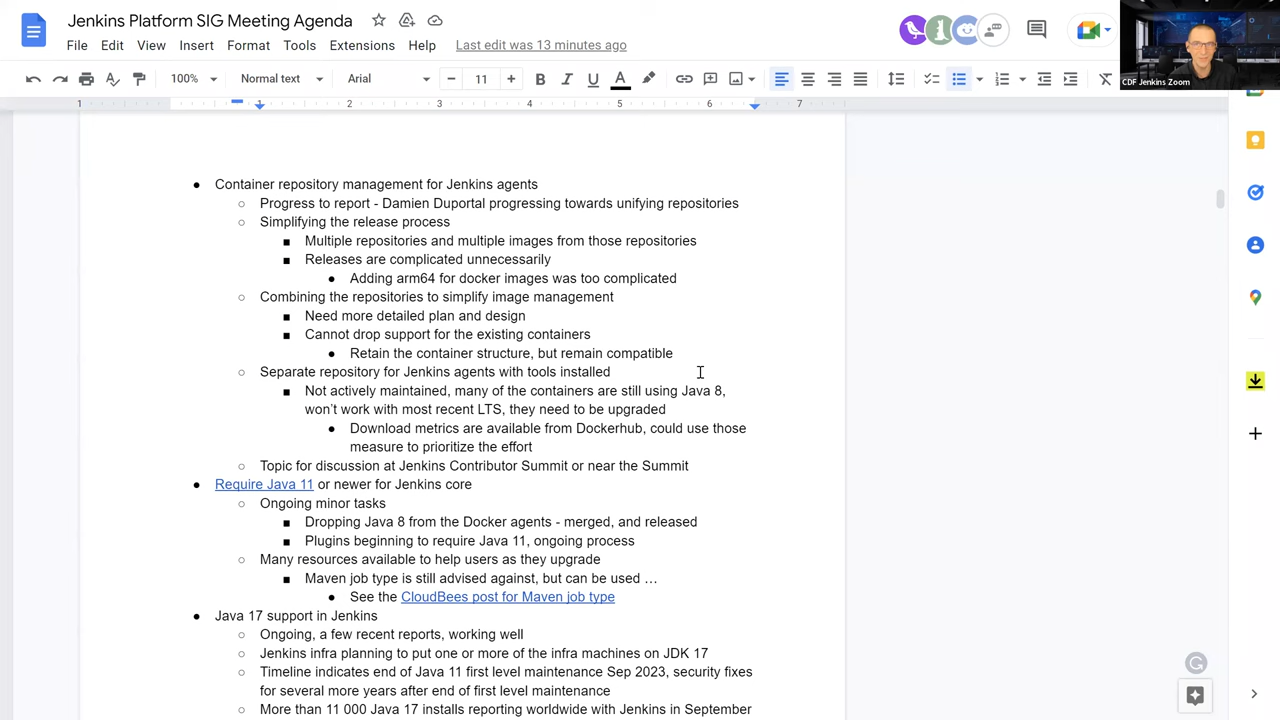 Jenkins Platform SIG Meeting Agenda
File Edit View Insert Format Tools Extensions Help Last edit was 13 minutes ago
100% Normal text Arial 11
CDF Jenkins Zoom
1 1 2 3 4 5 6 7
Container repository management for Jenkins agents
Progress to report - Damien Duportal progressing towards unifying repositories
Simplifying the release process
Multiple repositories and multiple images from those repositories
Releases are complicated unnecessarily
Adding arm64 for docker images was too complicated
Combining the repositories to simplify image management
Need more detailed plan and design
Cannot drop support for the existing containers
Retain the container structure, but remain compatible
Separate repository for Jenkins agents with tools installed
Not actively maintained, many of the containers are still using Java 8,
won't work with most recent LTS, they need to be upgraded
Download metrics are available from Dockerhub, could use those
measure to prioritize the effort
Topic for discussion at Jenkins Contributor Summit or near the Summit
Require Java 11 or newer for Jenkins core
Ongoing minor tasks
Dropping Java 8 from the Docker agents - merged, and released
Plugins beginning to require Java 11, ongoing process
Many resources available to help users as they upgrade
Maven job type is still advised against, but can be used …
See the CloudBees post for Maven job type
Java 17 support in Jenkins
Ongoing, a few recent reports, working well
Jenkins infra planning to put one or more of the infra machines on JDK 17
Timeline indicates end of Java 11 first level maintenance Sep 2023, security fixes
for several more years after end of first level maintenance
More than 11 000 Java 17 installs reporting worldwide with Jenkins in September